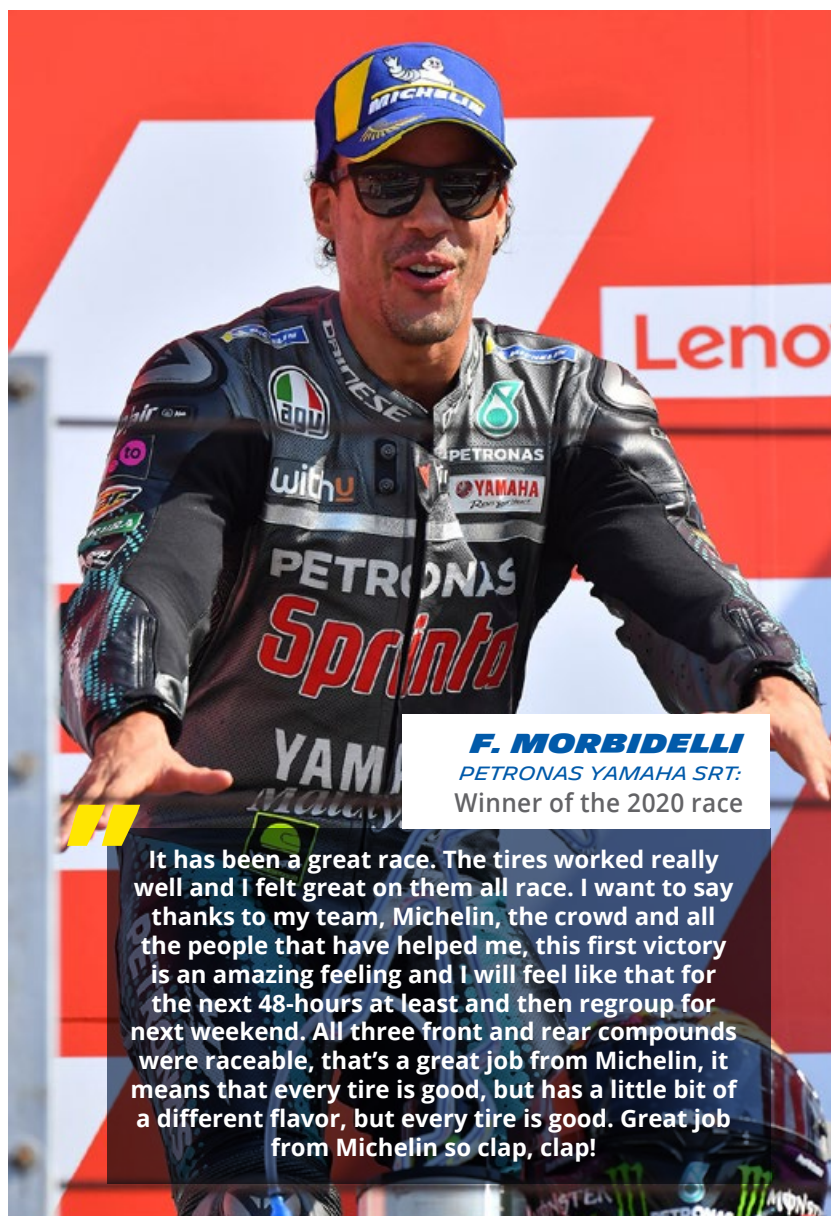 MICHELIN
Leno
DAINESE
MICHELIN
agv
to
PETRONAS
withu
YAMAHA
PETRONAS
Sprinta
YAM
F. MORBIDELLI
PETRONAS YAMAHA SRT:
Winner of the 2020 race
It has been a great race. The tires worked really
well and I felt great on them all race. I want to say
thanks to my team, Michelin, the crowd and all
the people that have helped me, this first victory
is an amazing feeling and I will feel like that for
the next 48-hours at least and then regroup for
next weekend. All three front and rear compounds
were raceable, that’s a great job from Michelin, it
means that every tire is good, but has a little bit of
a different flavor, but every tire is good. Great job
from Michelin so clap, clap!